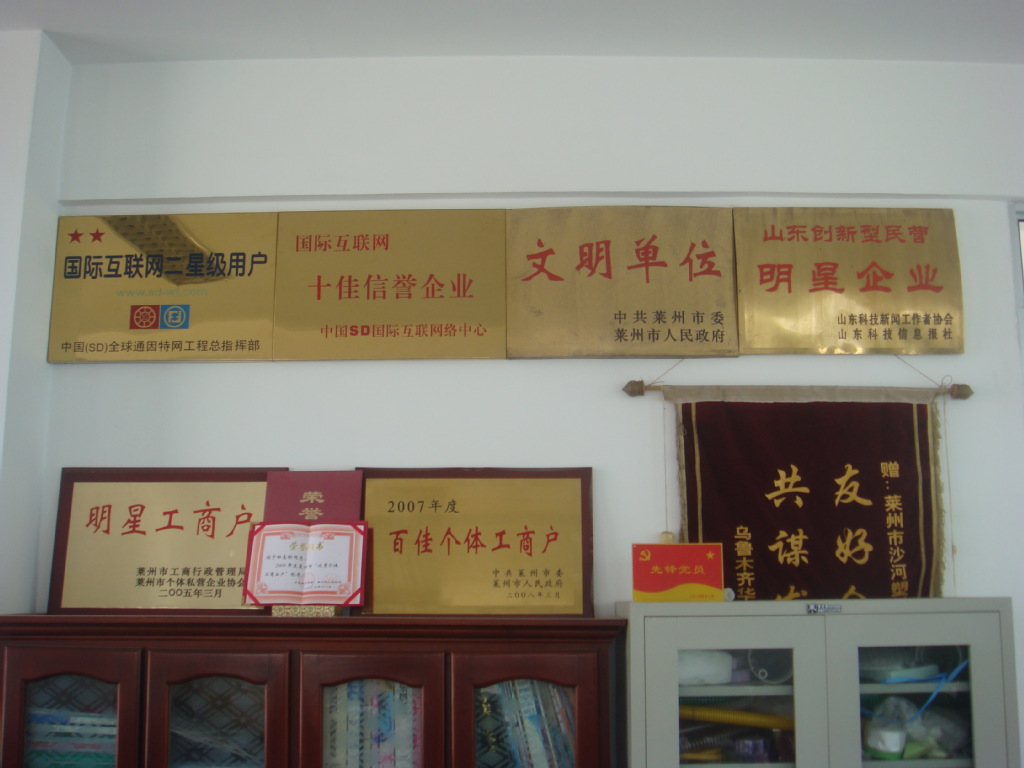 国际互联网二星级用户
www.sd-wl.com
中国(SD)全球通因特网工程总指挥部
国际互联网
十佳信誉企业
中国SD国际互联网络中心
文明单位
中共莱州市委
莱州市人民政府
山东创新型民营
明星企业
山东科技新闻工作者协会
山东科技信息报社
明星工商户
莱州市工商行政管理局
莱州市个体私营企业协会
二〇〇五年三月
荣誉
2007年度
百佳个体工商户
中共莱州市委
莱州市人民政府
二〇〇八年三月
先锋党员
赠：莱州市沙河塑
友好
共谋
乌鲁木齐华